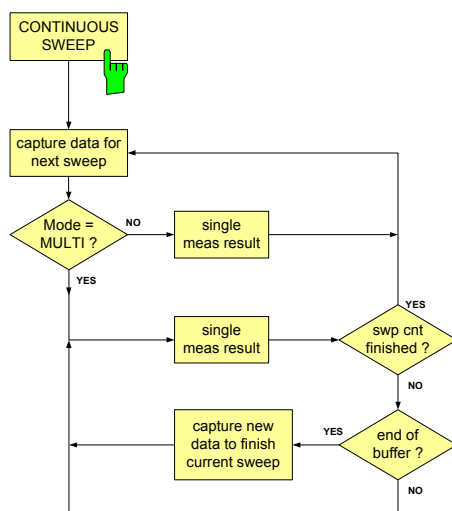 CONTINUOUS
SWEEP
capture data for
next sweep
Mode =
MULTI ?
NO
single
meas result
YES
YES
single
meas result
swp cnt
finished ?
NO
capture new
data to finish
current sweep
YES
end of
buffer ?
NO